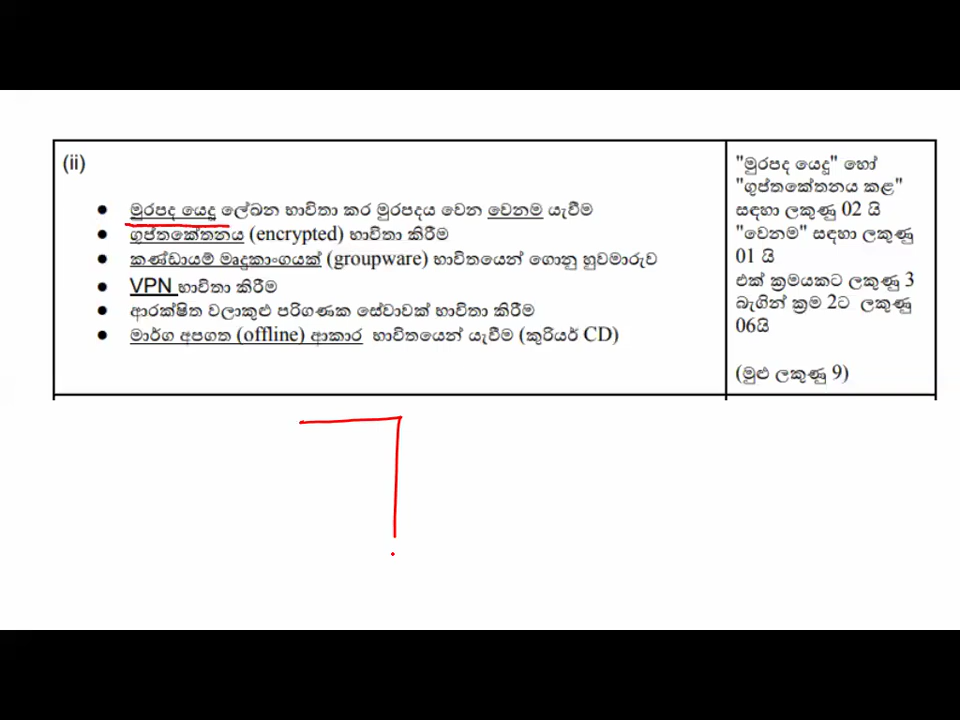 (ii)
● මුරපද යෙදූ ලේඛන භාවිතා කර මුරපදය වෙන වෙනම යැවීම
● ගුප්තකේතනය (encrypted) භාවිතා කිරීම
● කණ්ඩායම් මෘදුකාංගයක් (groupware) භාවිතයෙන් ගොනු හුවමාරුව
● VPN භාවිතා කිරීම
● ආරක්ෂිත වලාකුළු පරිගණක සේවාවක් භාවිතා කිරීම
● මාර්ග අපගත (offline) ආකාර භාවිතයෙන් යැවීම (කුරියර් CD)
"මුරපද යෙදූ" හෝ
"ගුප්තකේතනය කළ"
සඳහා ලකුණු 02 යි
"වෙනම" සඳහා ලකුණු
01 යි
එක් ක්‍රමයකට ලකුණු 3
බැගින් ක්‍රම 2ට ලකුණු
06යි
(මුළු ලකුණු 9)